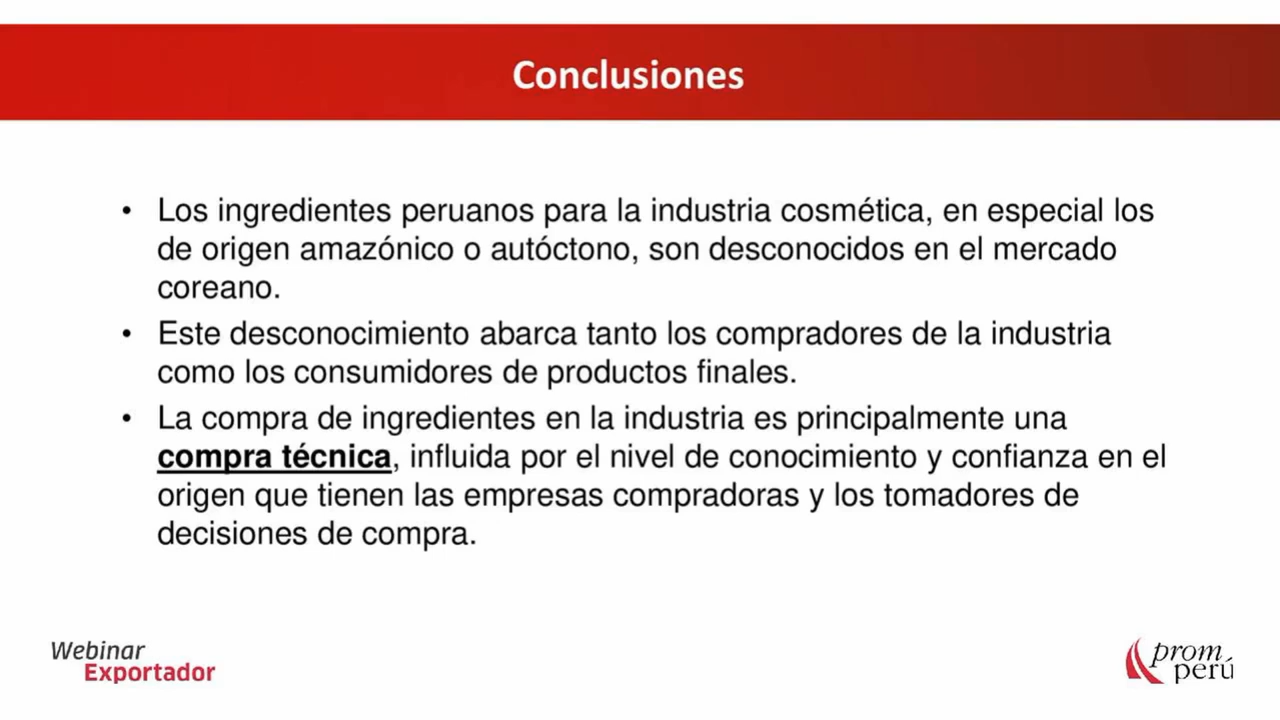 Conclusiones
• Los ingredientes peruanos para la industria cosmética, en especial los
de origen amazónico o autóctono, son desconocidos en el mercado
coreano.
• Este desconocimiento abarca tanto los compradores de la industria
como los consumidores de productos finales.
• La compra de ingredientes en la industria es principalmente una
compra técnica, influida por el nivel de conocimiento y confianza en el
origen que tienen las empresas compradoras y los tomadores de
decisiones de compra.
Webinar
Exportador
prom
perú